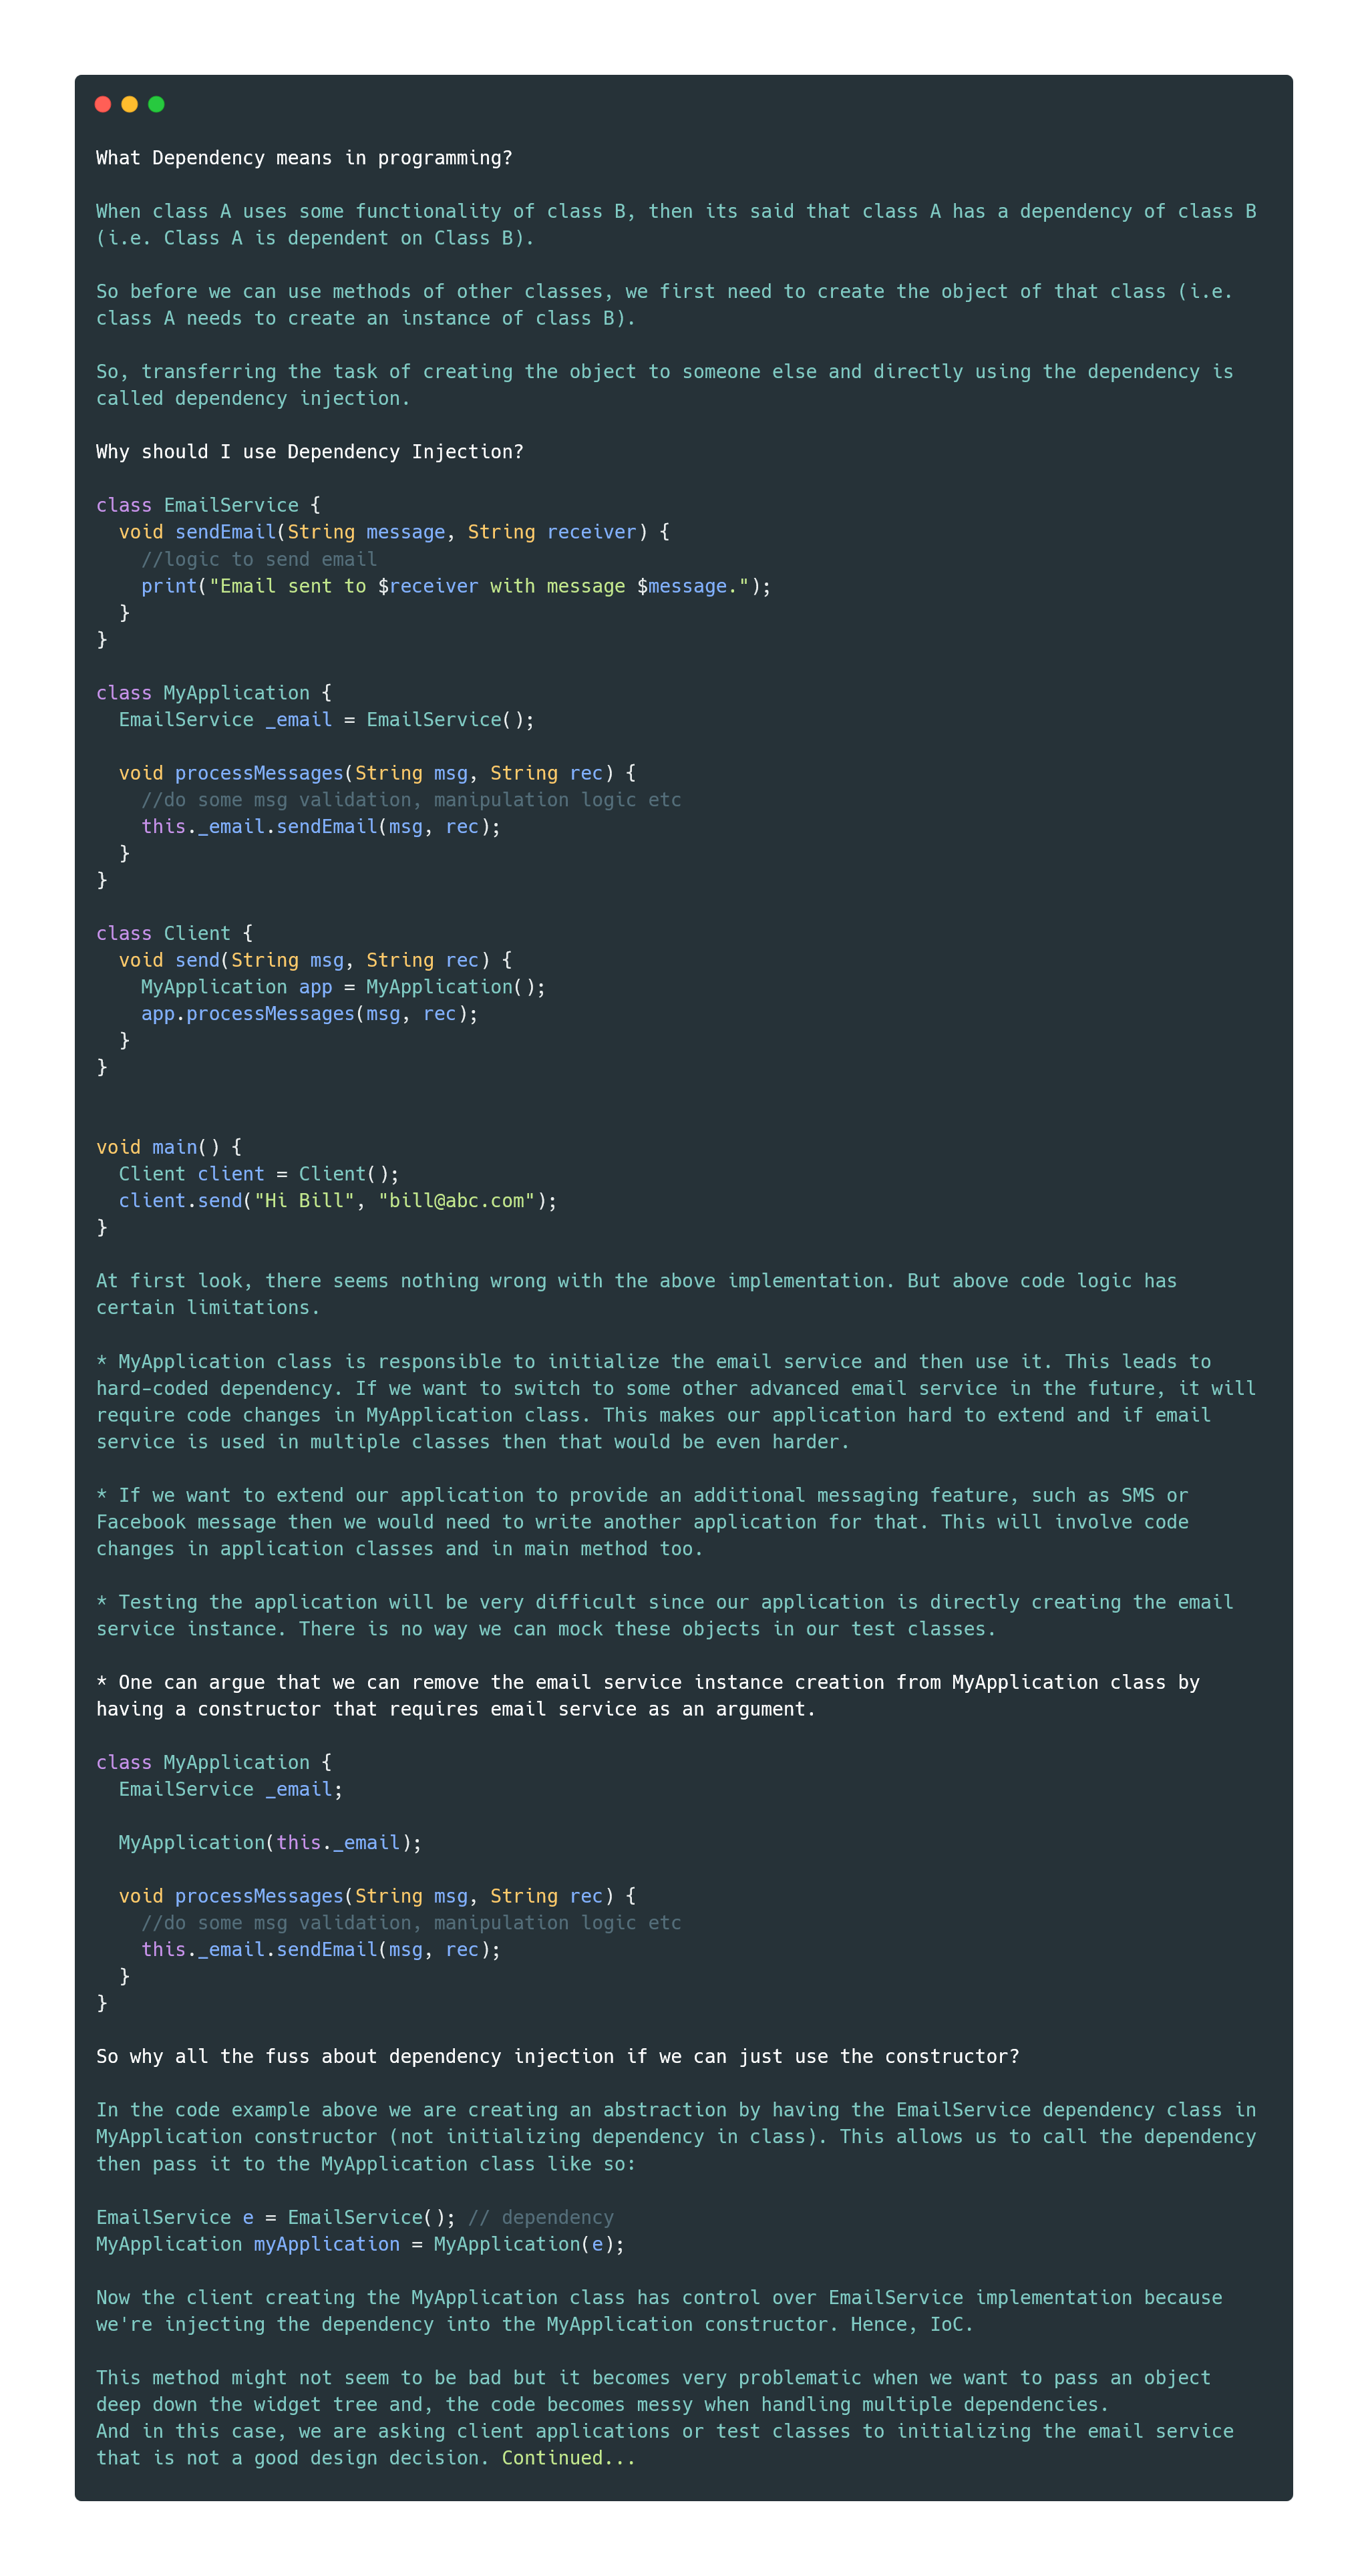 What Dependency means in programming?
When class A uses some functionality of class B, then its said that class A has a dependency of class B
(i.e. Class A is dependent on Class B).
So before we can use methods of other classes, we first need to create the object of that class (i.e.
class A needs to create an instance of class B).
So, transferring the task of creating the object to someone else and directly using the dependency is
called dependency injection.
Why should I use Dependency Injection?
class EmailService {
  void sendEmail(String message, String receiver) {
    //logic to send email
    print("Email sent to $receiver with message $message.");
  }
}
class MyApplication {
  EmailService _email = EmailService();
  void processMessages(String msg, String rec) {
    //do some msg validation, manipulation logic etc
    this._email.sendEmail(msg, rec);
  }
}
class Client {
  void send(String msg, String rec) {
    MyApplication app = MyApplication();
    app.processMessages(msg, rec);
  }
}
void main() {
  Client client = Client();
  client.send("Hi Bill", "bill@abc.com");
}
At first look, there seems nothing wrong with the above implementation. But above code logic has
certain limitations.
* MyApplication class is responsible to initialize the email service and then use it. This leads to
hard-coded dependency. If we want to switch to some other advanced email service in the future, it will
require code changes in MyApplication class. This makes our application hard to extend and if email
service is used in multiple classes then that would be even harder.
* If we want to extend our application to provide an additional messaging feature, such as SMS or
Facebook message then we would need to write another application for that. This will involve code
changes in application classes and in main method too.
* Testing the application will be very difficult since our application is directly creating the email
service instance. There is no way we can mock these objects in our test classes.
* One can argue that we can remove the email service instance creation from MyApplication class by
having a constructor that requires email service as an argument.
class MyApplication {
  EmailService _email;
  MyApplication(this._email);
  void processMessages(String msg, String rec) {
    //do some msg validation, manipulation logic etc
    this._email.sendEmail(msg, rec);
  }
}
So why all the fuss about dependency injection if we can just use the constructor?
In the code example above we are creating an abstraction by having the EmailService dependency class in
MyApplication constructor (not initializing dependency in class). This allows us to call the dependency
then pass it to the MyApplication class like so:
EmailService e = EmailService(); // dependency
MyApplication myApplication = MyApplication(e);
Now the client creating the MyApplication class has control over EmailService implementation because
we're injecting the dependency into the MyApplication constructor. Hence, IoC.
This method might not seem to be bad but it becomes very problematic when we want to pass an object
deep down the widget tree and, the code becomes messy when handling multiple dependencies.
And in this case, we are asking client applications or test classes to initializing the email service
that is not a good design decision. Continued...